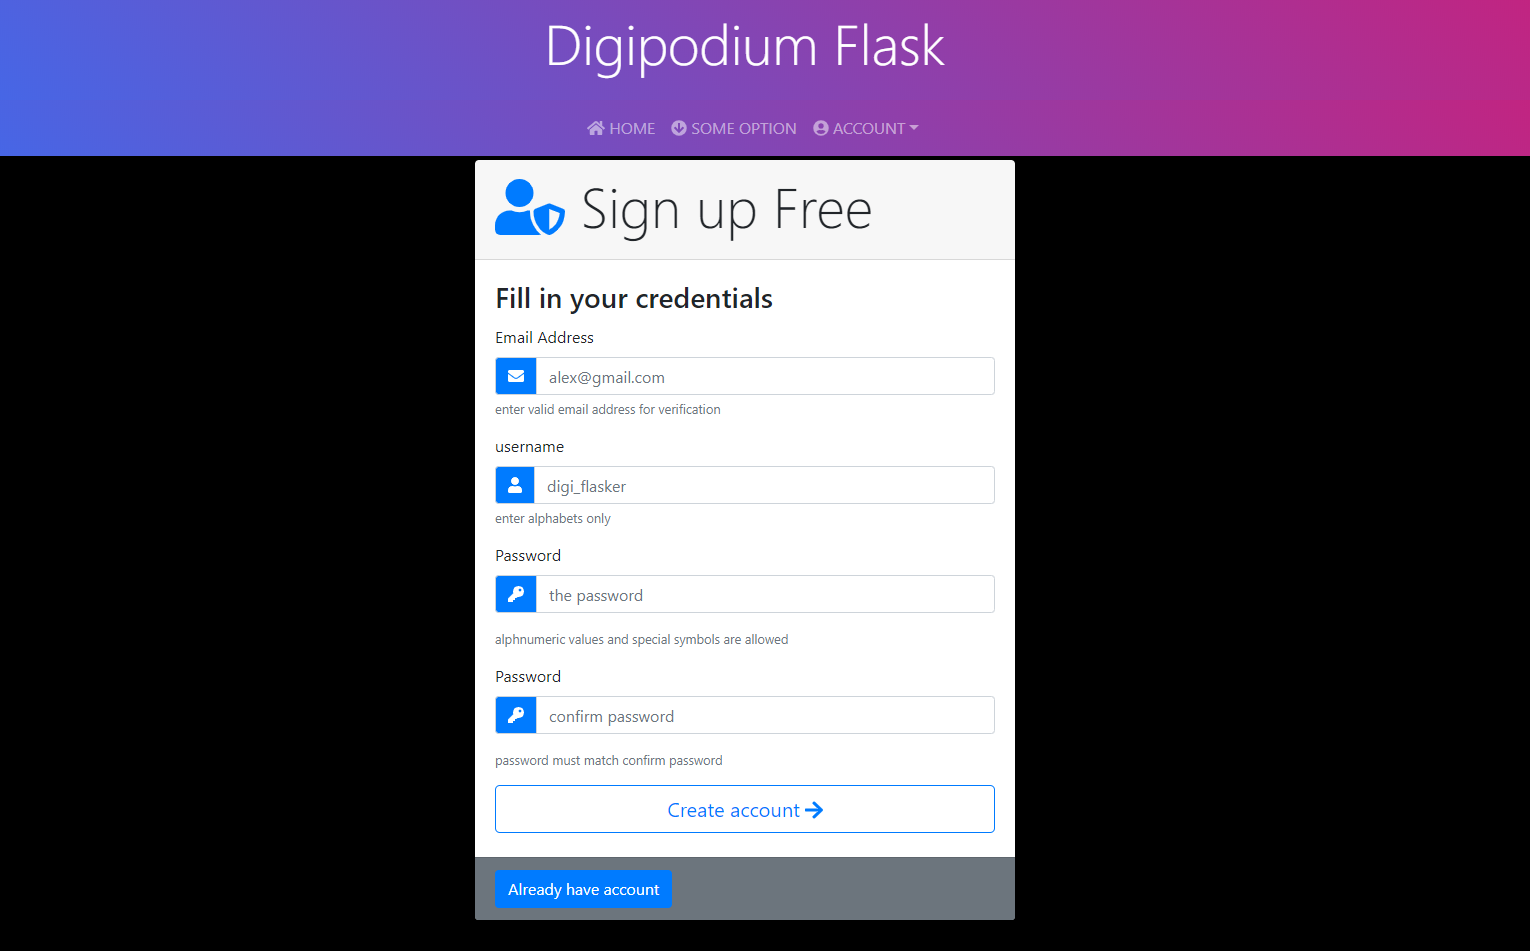 Digipodium Flask
HOME SOME OPTION ACCOUNT
Sign up Free
Fill in your credentials
Email Address
alex@gmail.com
enter valid email address for verification
username
digi_flasker
enter alphabets only
Password
the password
alphnumeric values and special symbols are allowed
Password
confirm password
password must match confirm password
Create account
Already have account